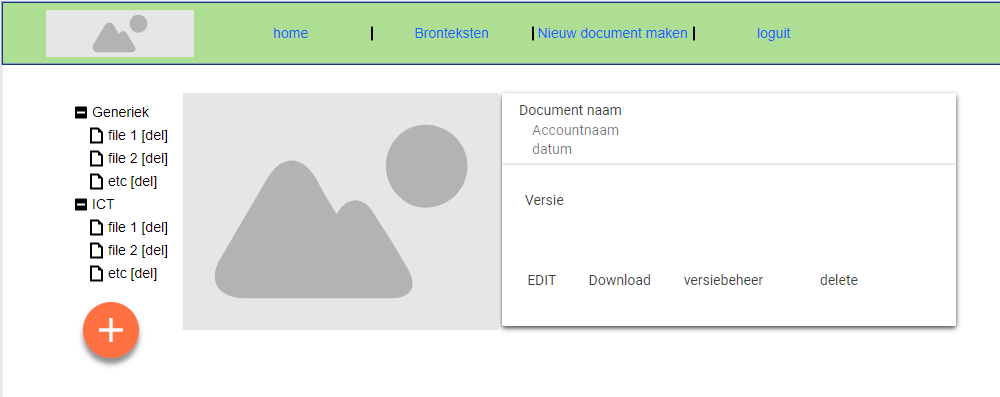 home | Bronteksten | Nieuw document maken | loguit
Generiek
file 1 [del]
file 2 [del]
etc [del]
ICT
file 1 [del]
file 2 [del]
etc [del]
Document naam
Accountnaam
datum
Versie
EDIT Download versiebeheer delete